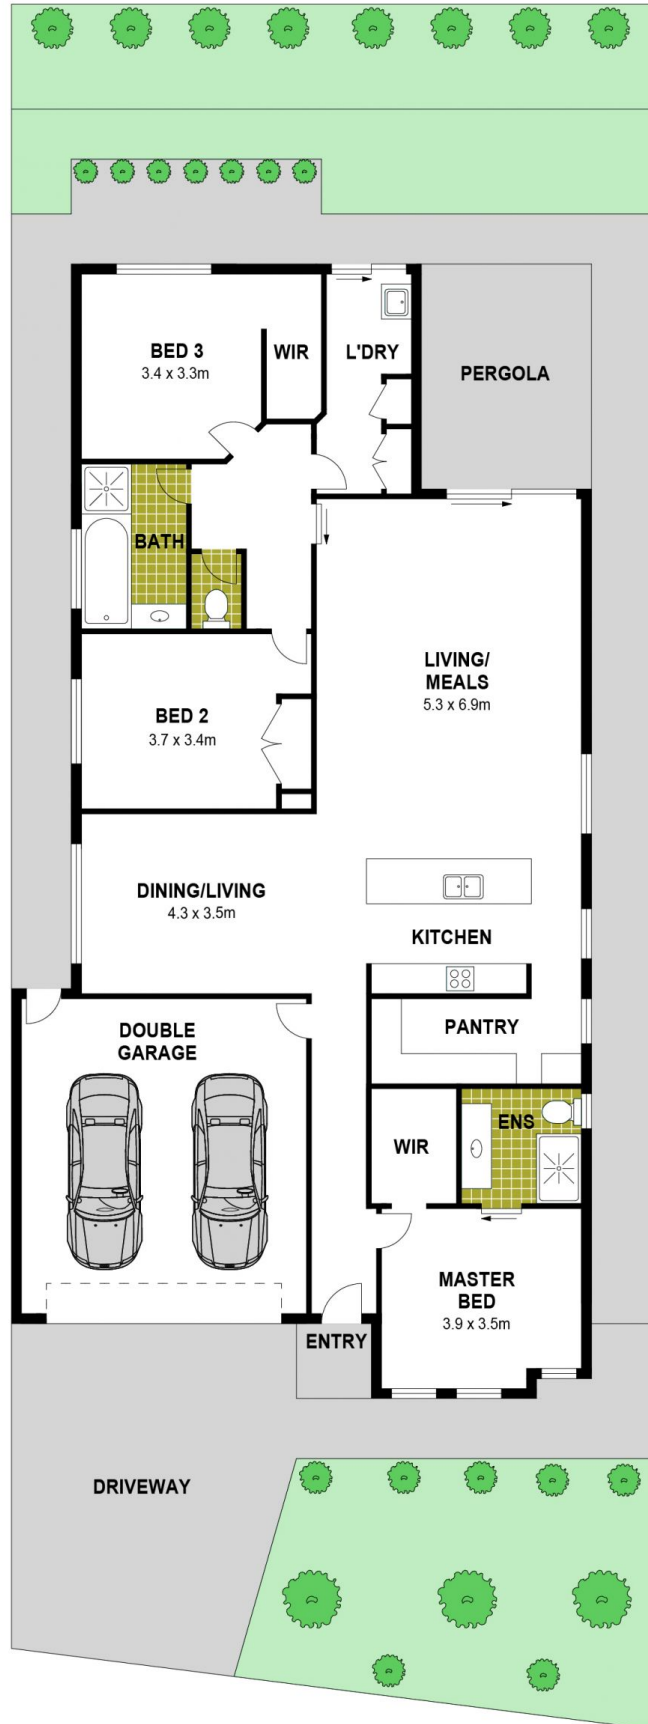 BED 3
3.4 x 3.3m
WIR
L'DRY
PERGOLA
BATH
LIVING/
MEALS
5.3 x 6.9m
BED 2
3.7 x 3.4m
DINING/LIVING
4.3 x 3.5m
KITCHEN
DOUBLE
GARAGE
PANTRY
ENS
WIR
MASTER
BED
3.9 x 3.5m
ENTRY
DRIVEWAY